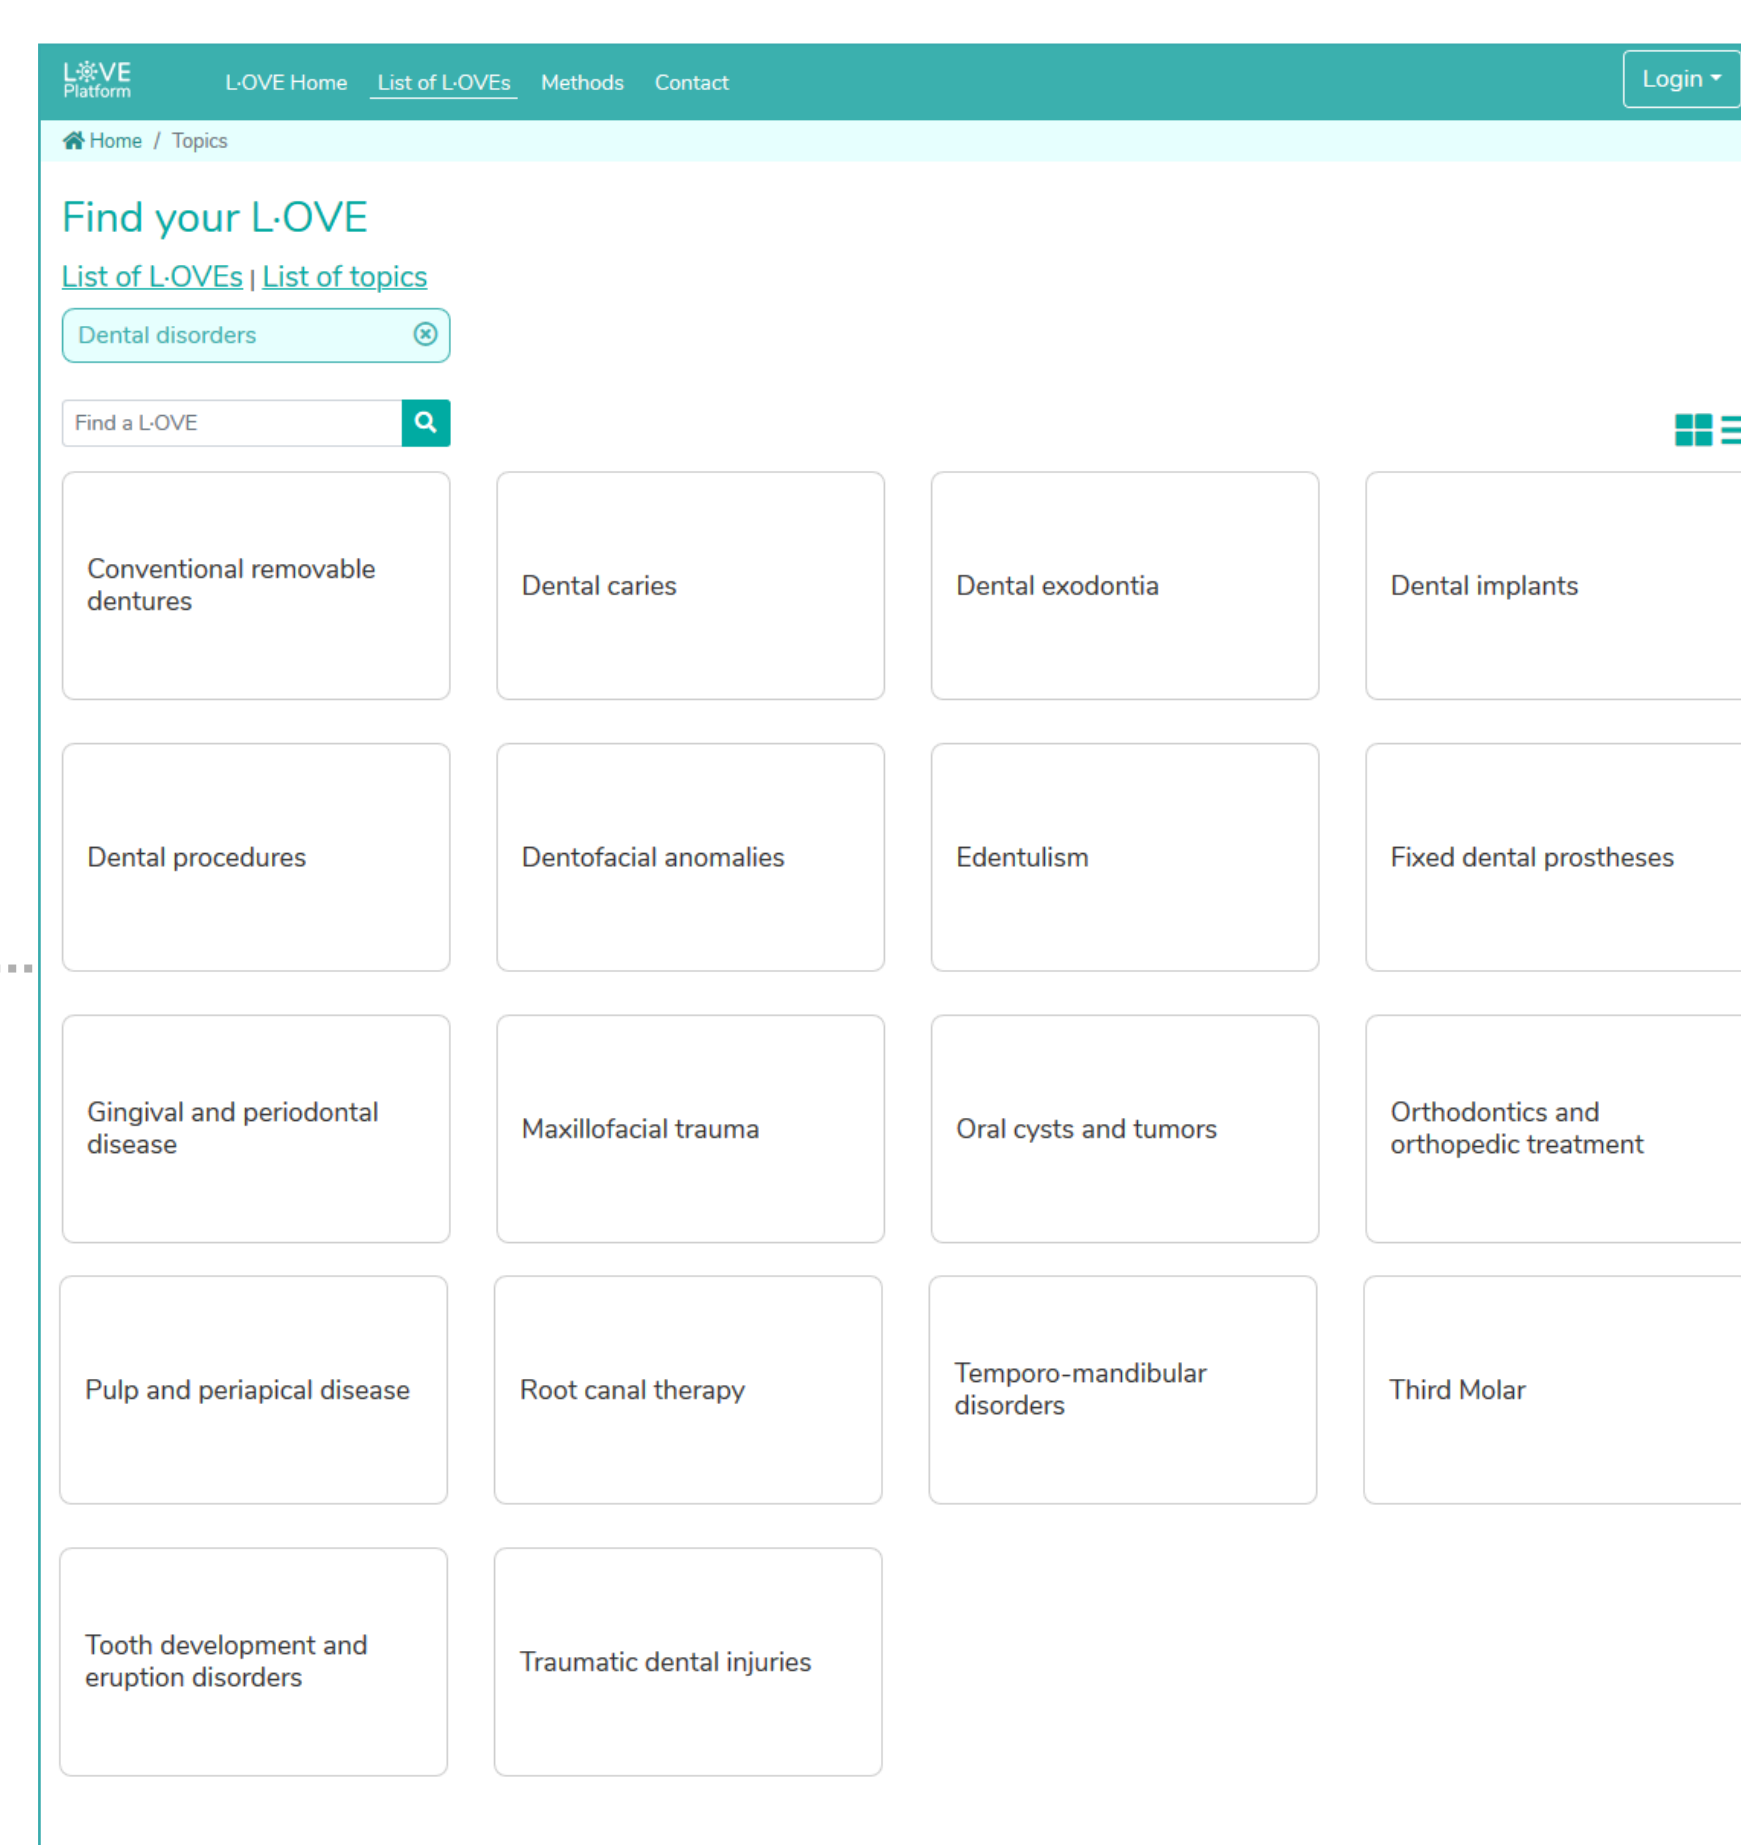 L·OVE
Platform
L·OVE Home List of L·OVEs Methods Contact Login
Home / Topics
Find your L·OVE
List of L·OVEs | List of topics
Dental disorders
Find a L·OVE
Conventional removable
dentures
Dental caries
Dental exodontia
Dental implants
Dental procedures
Dentofacial anomalies
Edentulism
Fixed dental prostheses
Gingival and periodontal
disease
Maxillofacial trauma
Oral cysts and tumors
Orthodontics and
orthopedic treatment
Pulp and periapical disease
Root canal therapy
Temporo-mandibular
disorders
Third Molar
Tooth development and
eruption disorders
Traumatic dental injuries